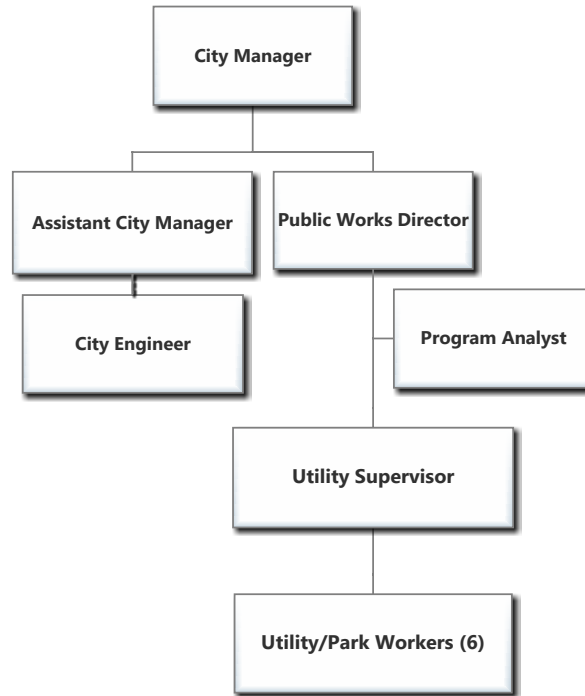 City Manager
Assistant City Manager
Public Works Director
City Engineer
Program Analyst
Utility Supervisor
Utility/Park Workers (6)